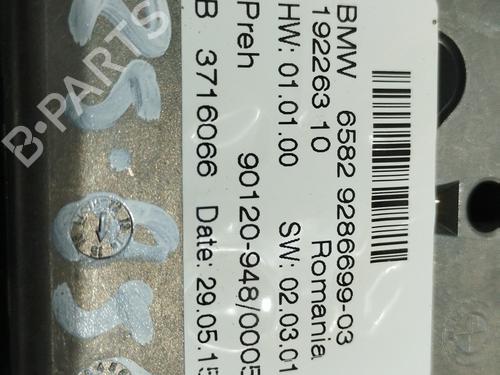 BMW 6582 9286699-03
192263 10 Romania
HW: 01.01.00 SW: 02.03.01
Preh 90120-948/0005
B 3716066 Date: 29.05.15
B-PARTS